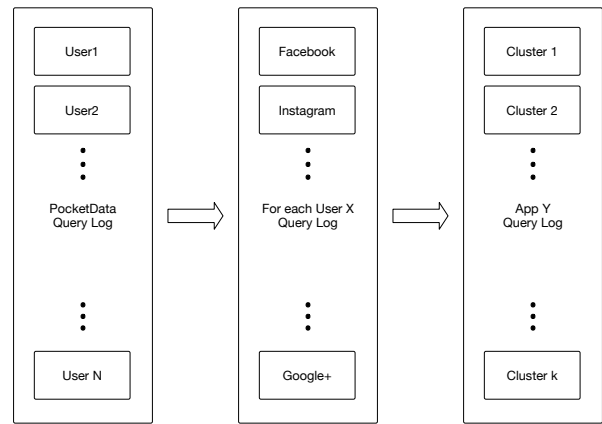 User1
User2
PocketData
Query Log
User N
Facebook
Instagram
For each User X
Query Log
Google+
Cluster 1
Cluster 2
App Y
Query Log
Cluster k